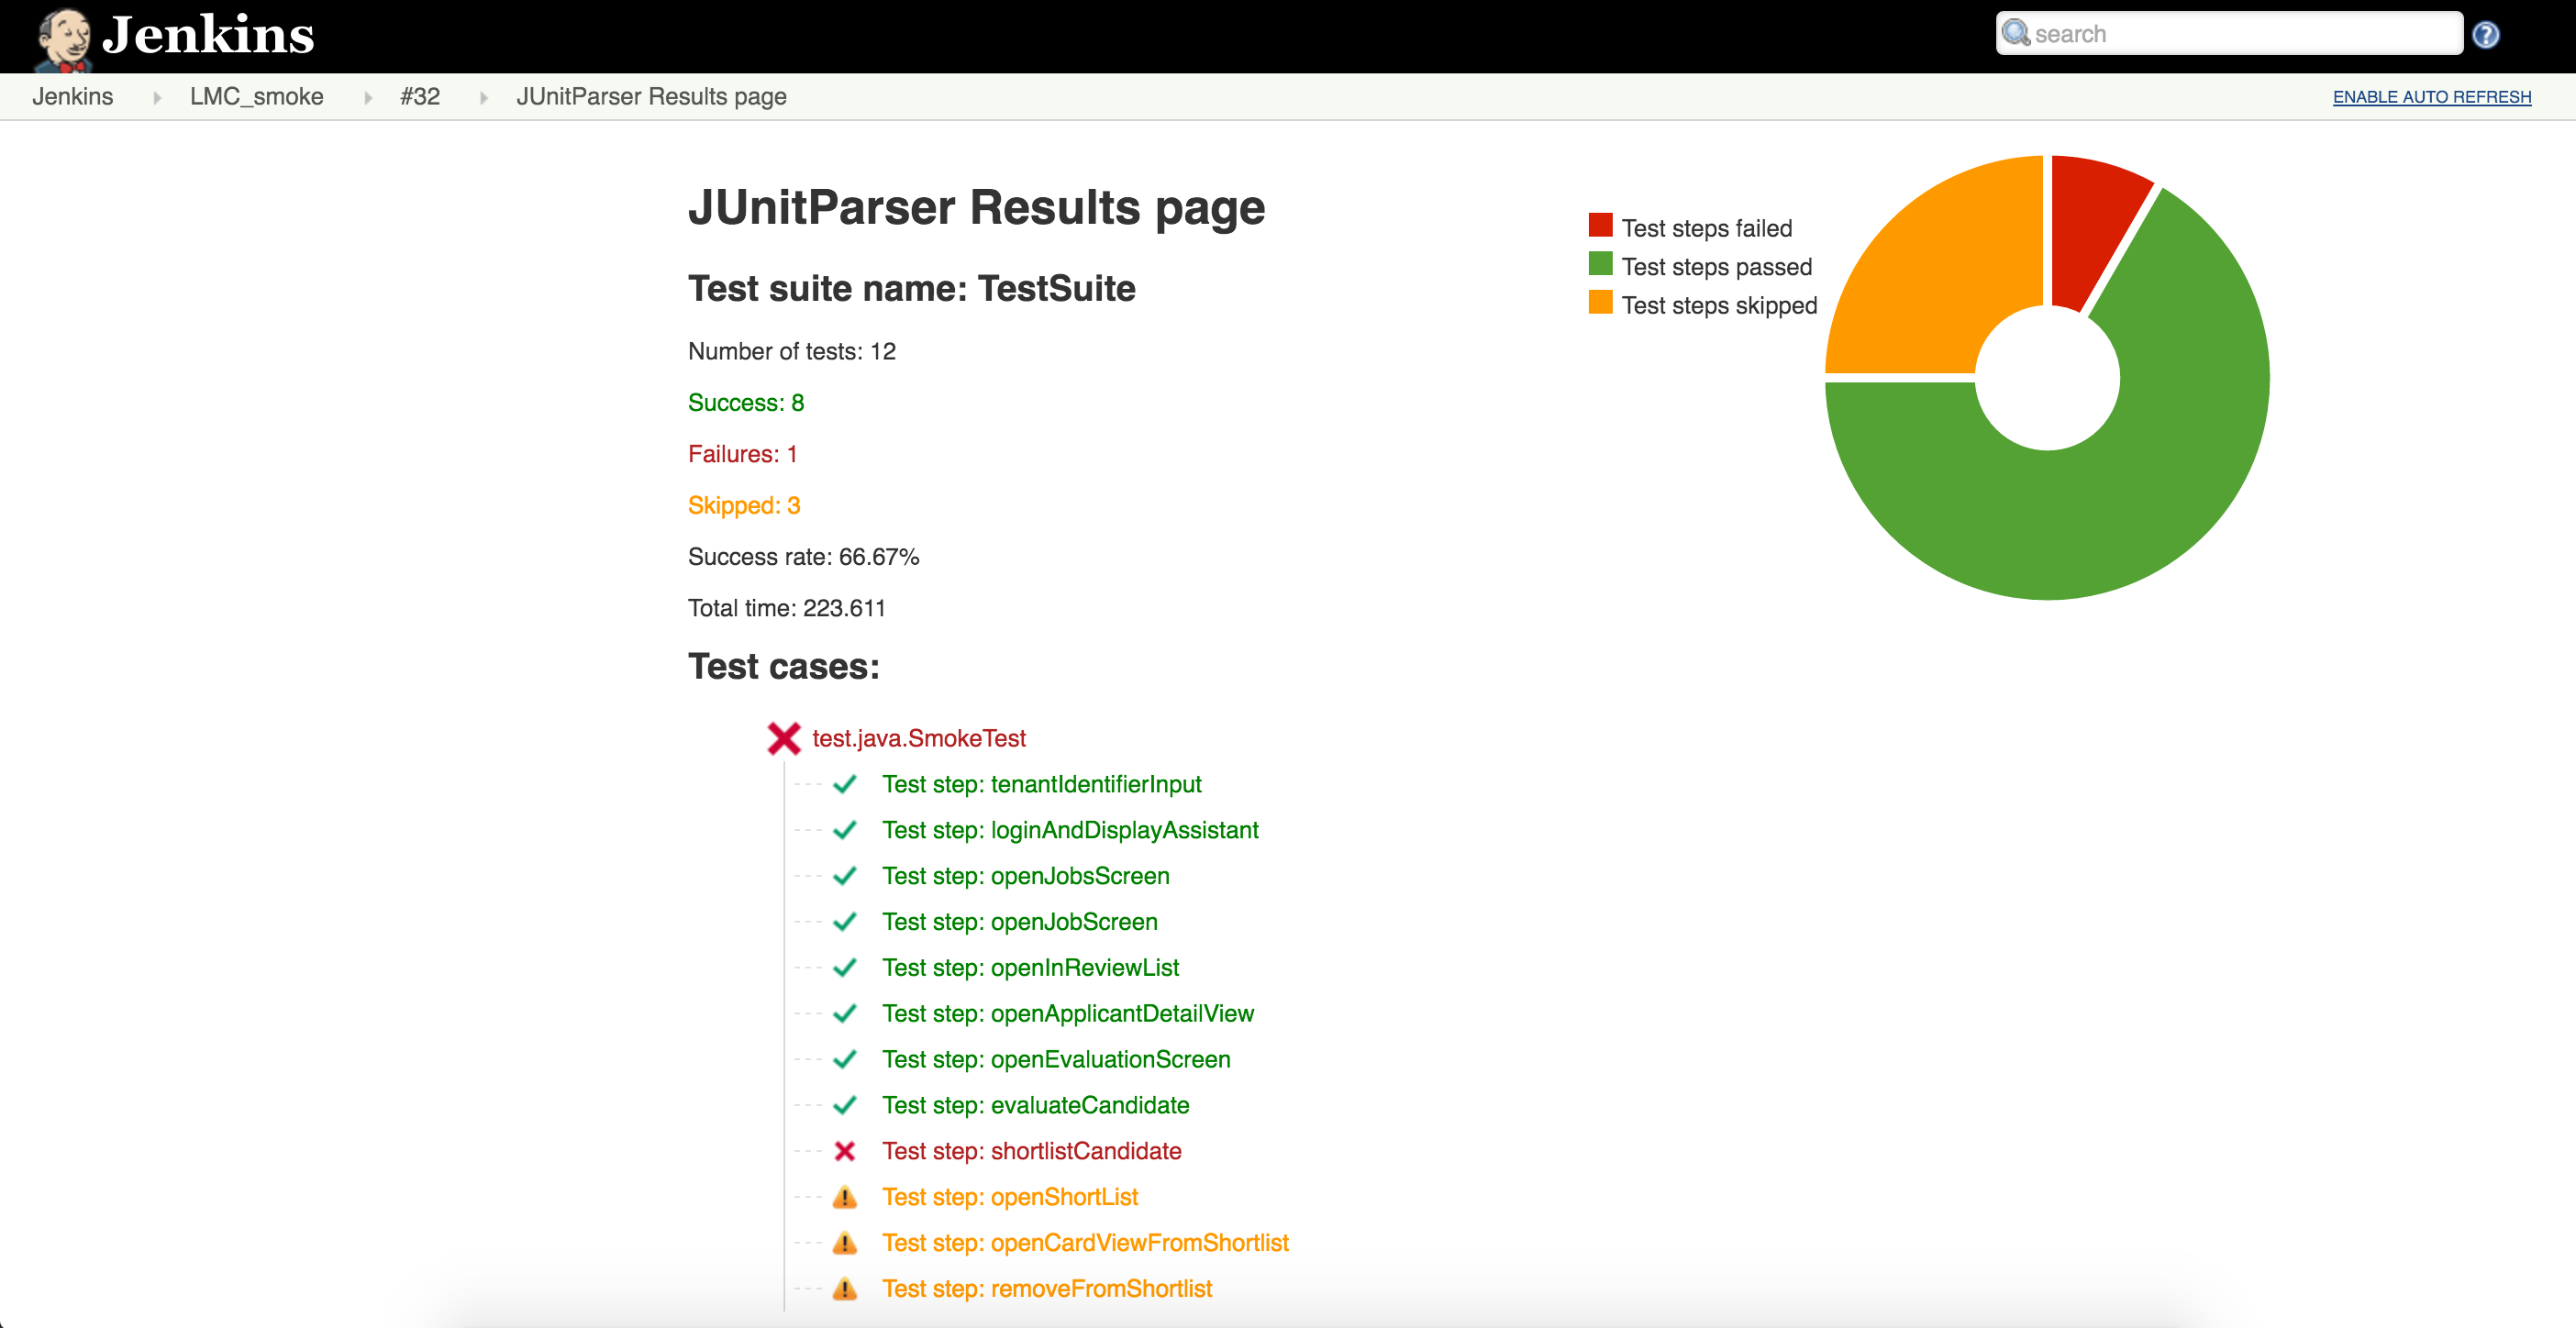 Jenkins
search
Jenkins LMC_smoke #32 JUnitParser Results page
ENABLE AUTO REFRESH
JUnitParser Results page
Test suite name: TestSuite
Number of tests: 12
Success: 8
Failures: 1
Skipped: 3
Success rate: 66.67%
Total time: 223.611
Test steps failed
Test steps passed
Test steps skipped
Test cases:
test.java.SmokeTest
Test step: tenantIdentifierInput
Test step: loginAndDisplayAssistant
Test step: openJobsScreen
Test step: openJobScreen
Test step: openInReviewList
Test step: openApplicantDetailView
Test step: openEvaluationScreen
Test step: evaluateCandidate
Test step: shortlistCandidate
Test step: openShortList
Test step: openCardViewFromShortlist
Test step: removeFromShortlist